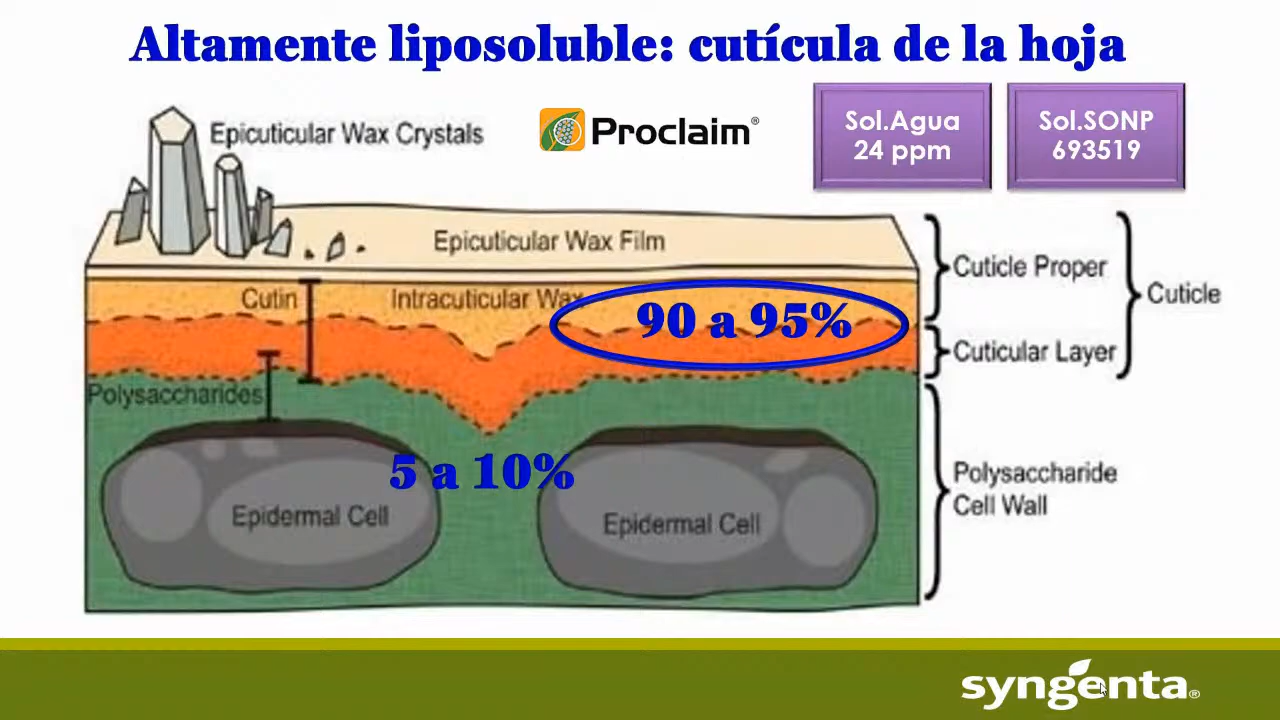 Altamente liposoluble: cutícula de la hoja
Epicuticular Wax Crystals
Proclaim®
Sol.Agua
24 ppm
Sol.SONP
693519
Epicuticular Wax Film
Cuticle Proper
Cuticle
Cutin
Intracuticular Wax
90 a 95%
Cuticular Layer
Polysaccharides
5 a 10%
Polysaccharide
Cell Wall
Epidermal Cell
Epidermal Cell
syngenta®